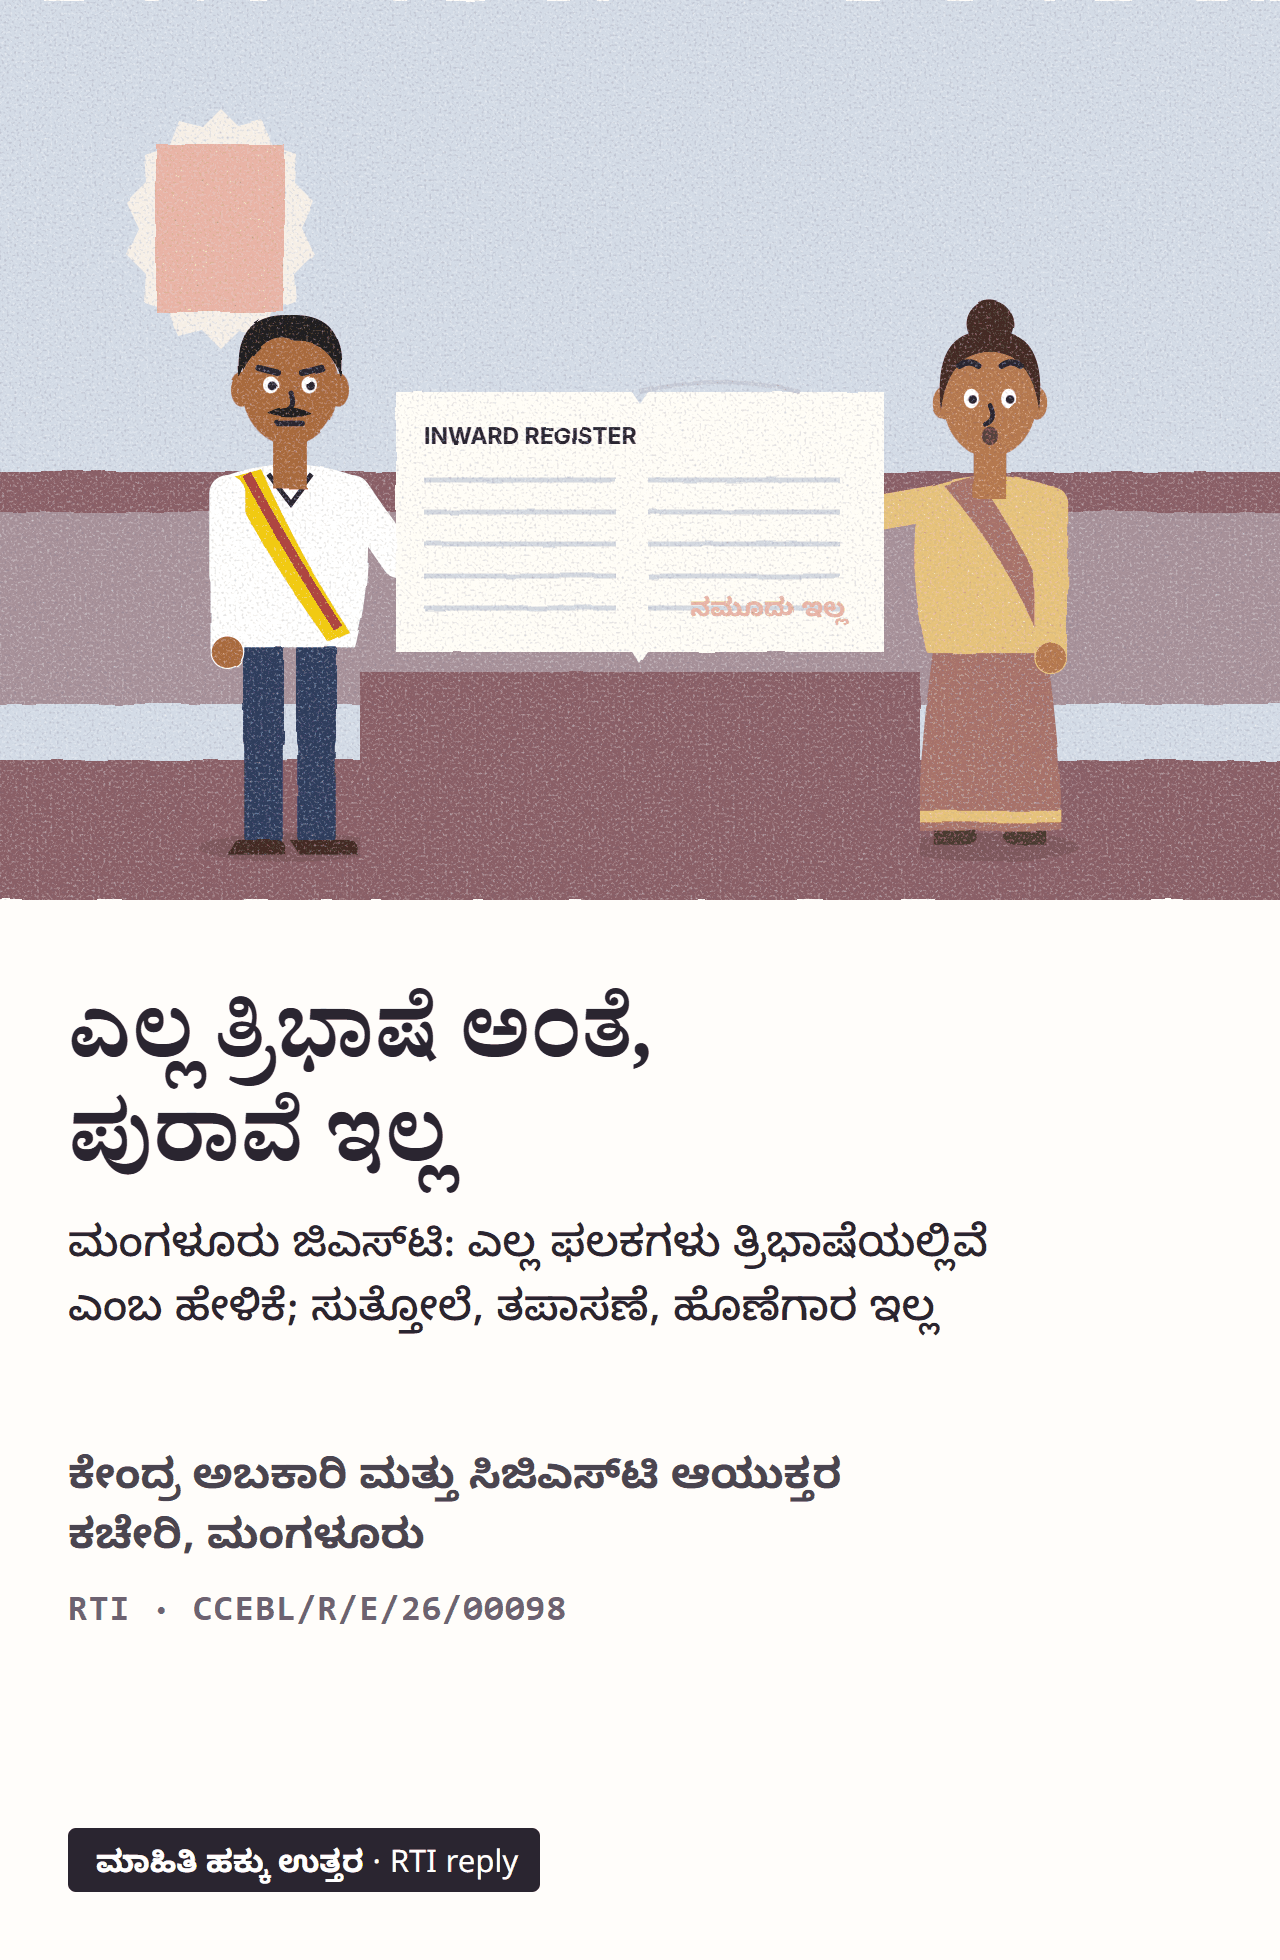 INWARD REGISTER
ನಮೂದು ಇಲ್ಲ
ಎಲ್ಲ ತ್ರಿಭಾಷೆ ಅಂತೆ,
ಪುರಾವೆ ಇಲ್ಲ
ಮಂಗಳೂರು ಜಿಎಸ್‌ಟಿ: ಎಲ್ಲ ಫಲಕಗಳು ತ್ರಿಭಾಷೆಯಲ್ಲಿವೆ
ಎಂಬ ಹೇಳಿಕೆ; ಸುತ್ತೋಲೆ, ತಪಾಸಣೆ, ಹೊಣೆಗಾರ ಇಲ್ಲ
ಕೇಂದ್ರ ಅಬಕಾರಿ ಮತ್ತು ಸಿಜಿಎಸ್‌ಟಿ ಆಯುಕ್ತರ
ಕಚೇರಿ, ಮಂಗಳೂರು
RTI · CCEBL/R/E/26/00098
ಮಾಹಿತಿ ಹಕ್ಕು ಉತ್ತರ · RTI reply